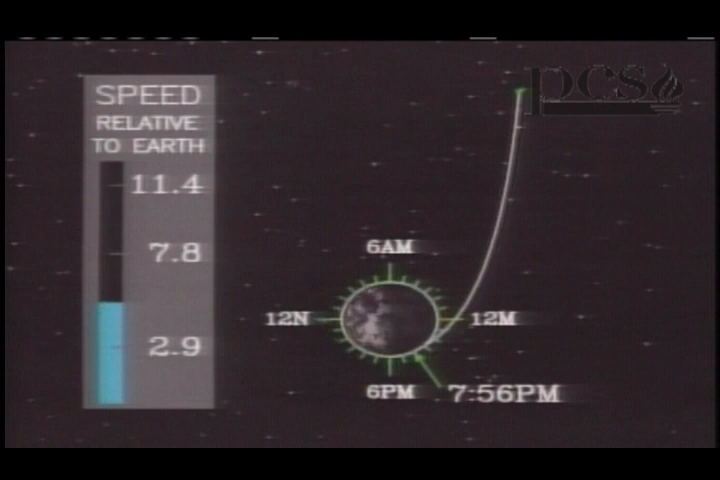 SPEED
RELATIVE
TO EARTH
11.4
7.8
2.9
PCS
6AM
12N
12M
6PM
7:56PM